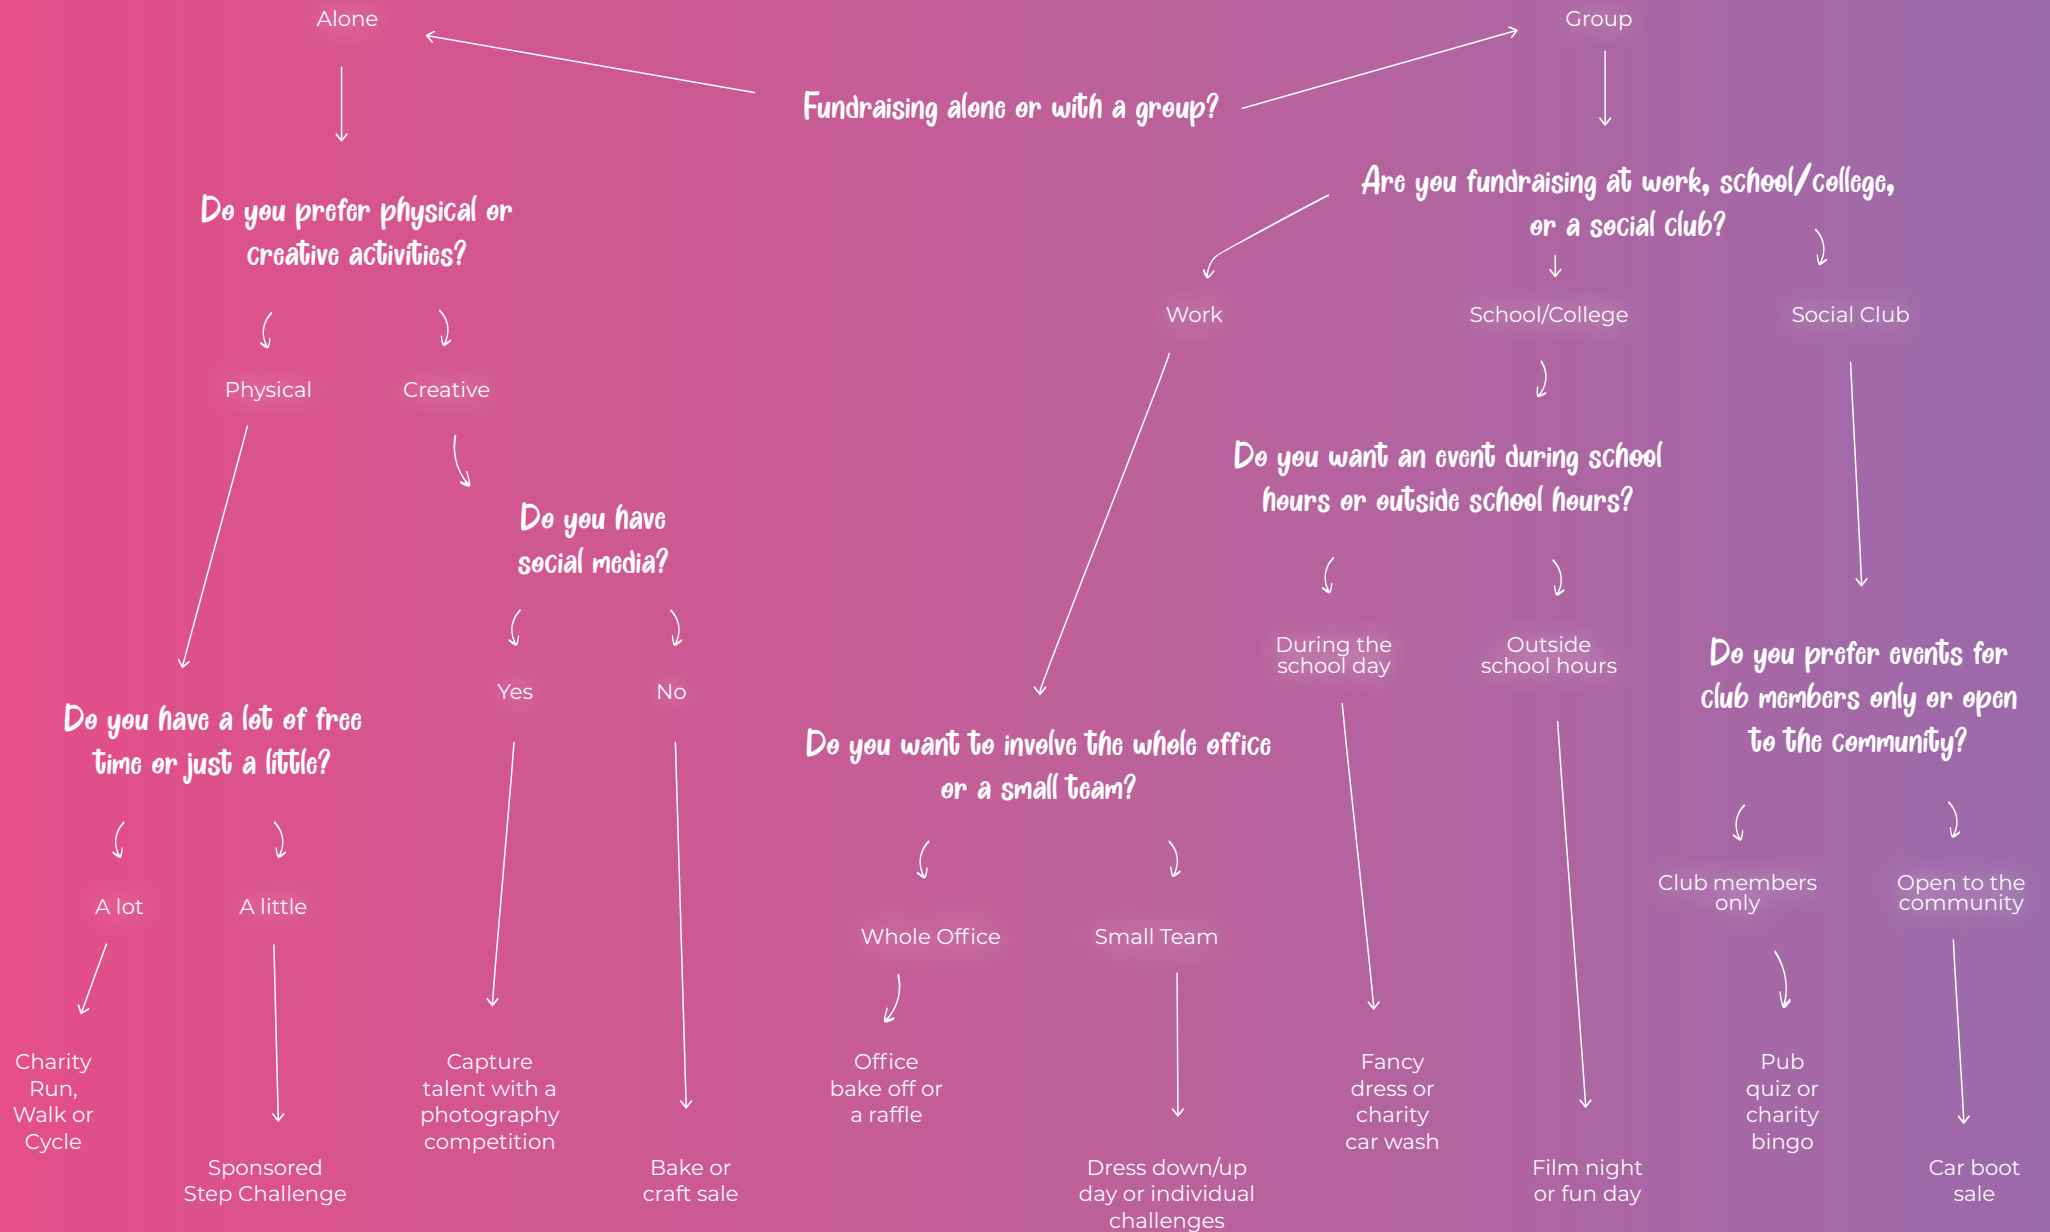 Alone
Group
Fundraising alone or with a group?
Do you prefer physical or
creative activities?
Are you fundraising at work, school/college,
or a social club?
Physical
Creative
Work
School/College
Social Club
Do you have
social media?
Do you want an event during school
hours or outside school hours?
Yes
No
During the
school day
Outside
school hours
Do you prefer events for
club members only or open
to the community?
Do you have a lot of free
time or just a little?
Do you want to involve the whole office
or a small team?
A lot
A little
Whole Office
Small Team
Club members
only
Open to the
community
Charity
Run,
Walk or
Cycle
Sponsored
Step Challenge
Capture
talent with a
photography
competition
Bake or
craft sale
Office
bake off or
a raffle
Dress down/up
day or individual
challenges
Fancy
dress or
charity
car wash
Film night
or fun day
Pub
quiz or
charity
bingo
Car boot
sale